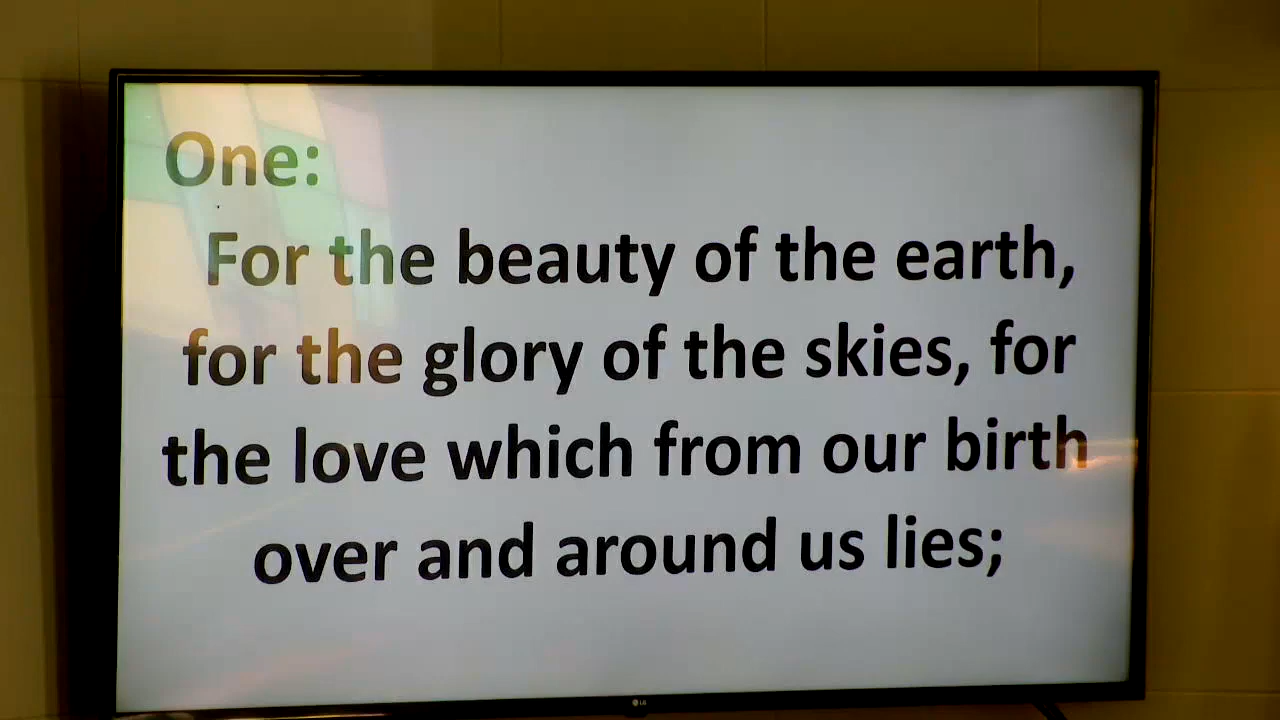 One:
For the beauty of the earth,
for the glory of the skies, for
the love which from our birth
over and around us lies;
LG